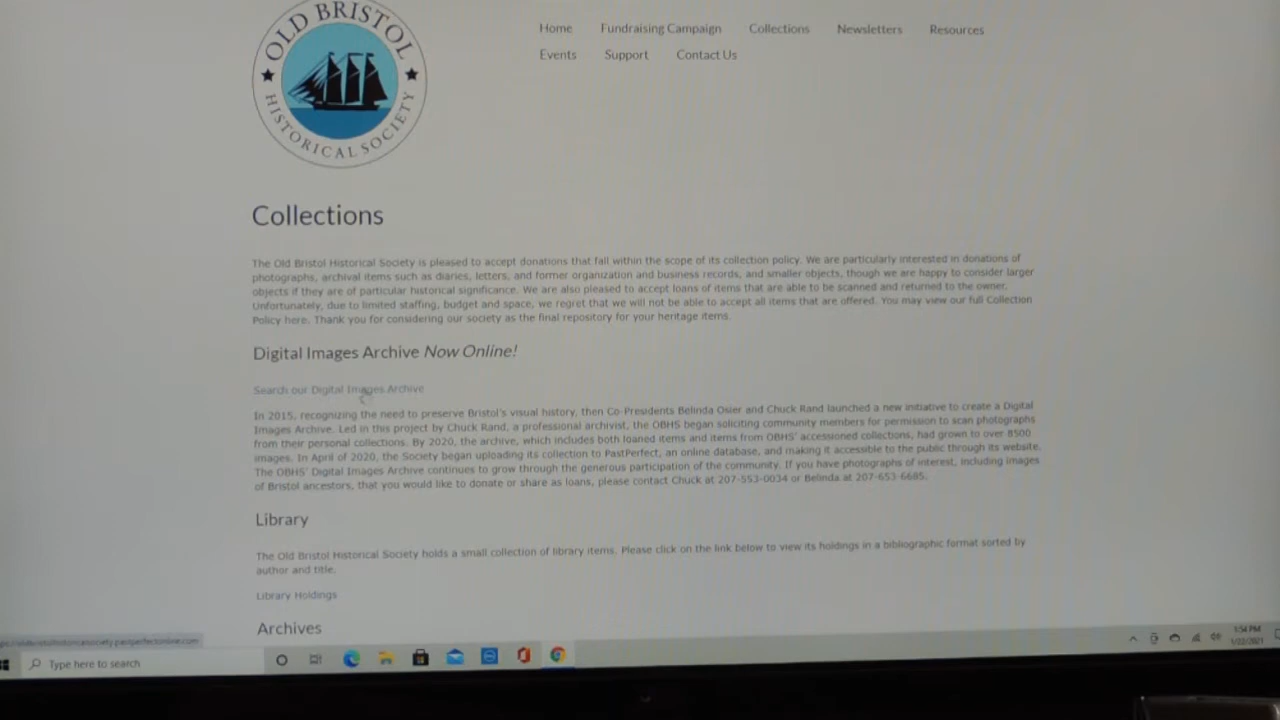 OLD BRISTOL
HISTORICAL SOCIETY
Home Fundraising Campaign Collections Newsletters Resources
Events Support Contact Us
Collections
The Old Bristol Historical Society is pleased to accept donations that fall within the scope of its collection policy. We are particularly interested in donations of
photographs, archival items such as diaries, letters, and former organization and business records, and smaller objects, though we are happy to consider larger
objects if they are of particular historical significance. We are also pleased to accept loans of items that are able to be scanned and returned to the owner.
Unfortunately, due to limited staffing, budget and space, we regret that we will not be able to accept all items that are offered. You may view our full Collection
Policy here. Thank you for considering our society as the final repository for your heritage items.
Digital Images Archive Now Online!
Search our Digital Images Archive
In 2015, recognizing the need to preserve Bristol's visual history, then Co-Presidents Belinda Osier and Chuck Rand launched a new initiative to create a Digital
Images Archive. Led in this project by Chuck Rand, a professional archivist, the OBHS began soliciting community members for permission to scan photographs
from their personal collections. By 2020, the archive, which includes both loaned items and items from OBHS' accessioned collections, had grown to over 8500
images. In April of 2020, the Society began uploading its collection to PastPerfect, an online database, and making it accessible to the public through its website.
The OBHS' Digital Images Archive continues to grow through the generous participation of the community. If you have photographs of interest, including images
of Bristol ancestors, that you would like to donate or share as loans, please contact Chuck at 207-553-0034 or Belinda at 207-653-6685.
Library
The Old Bristol Historical Society holds a small collection of library items. Please click on the link below to view its holdings in a bibliographic format sorted by
author and title.
Library Holdings
Archives
Type here to search
1:54 PM
1/22/2021